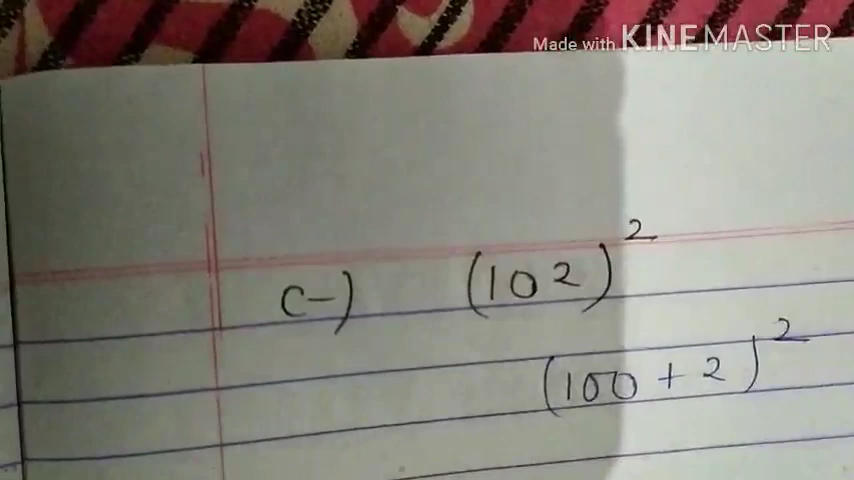 Made with KINEMASTER
c-) (102)²
(100 + 2)²